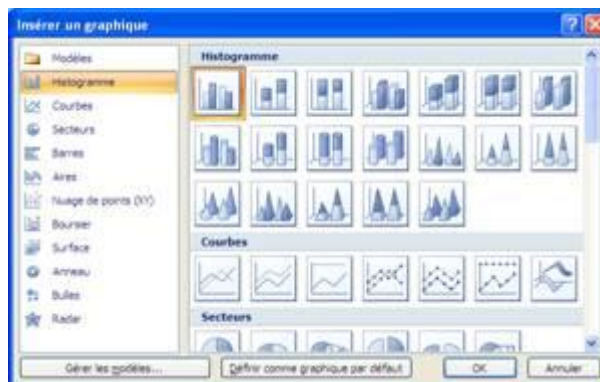 Insérer un graphique
Modèles
Histogramme
Courbes
Secteurs
Barres
Aires
Nuage de points (XY)
Boursier
Surface
Anneau
Bulles
Radar
Histogramme
Courbes
Secteurs
Gérer les modèles...
Définir comme graphique par défaut
OK
Annuler